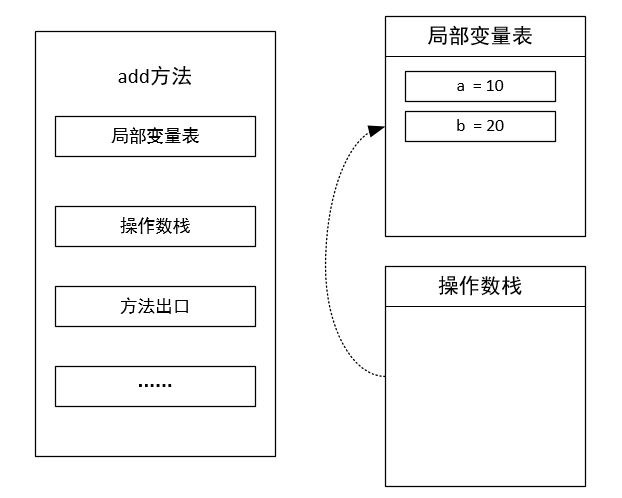 add方法
局部变量表
操作数栈
方法出口
......
局部变量表
a = 10
b = 20
操作数栈